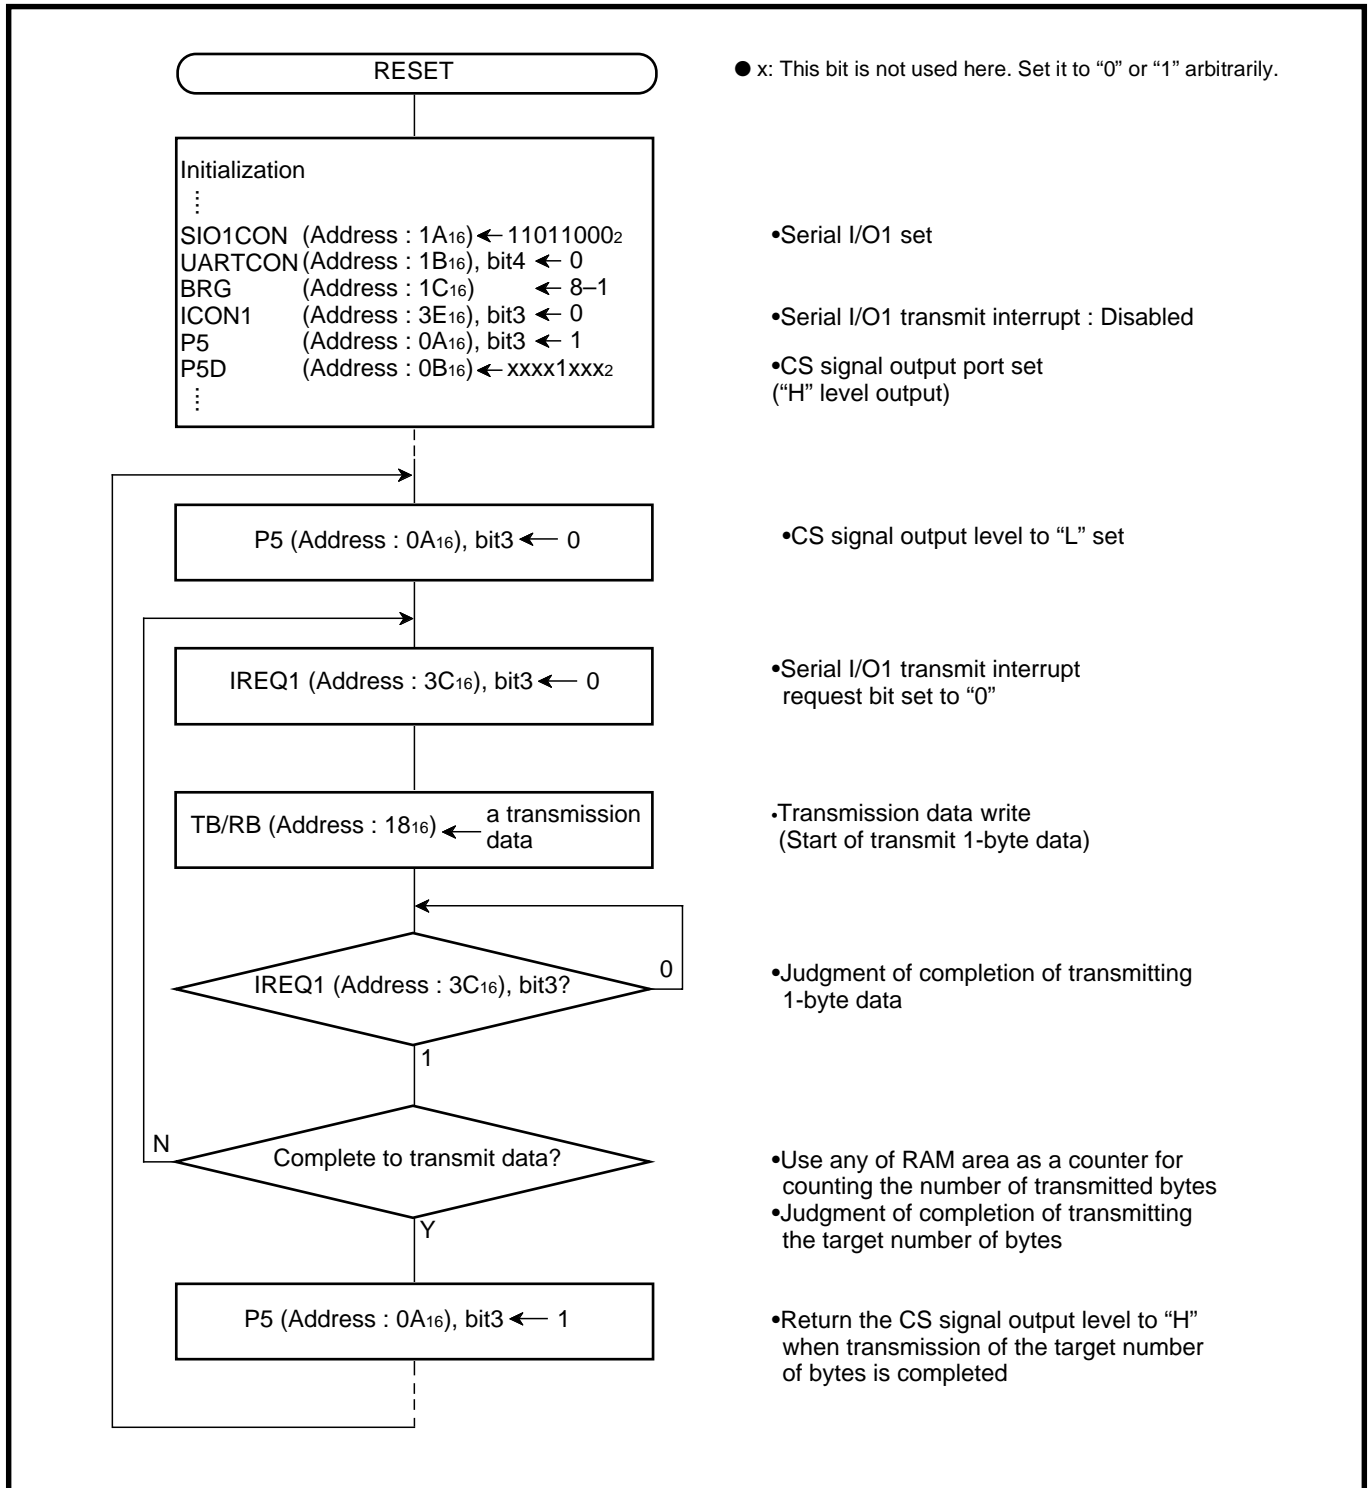 RESET
● x: This bit is not used here. Set it to “0” or “1” arbitrarily.
Initialization
SIO1CON (Address : 1A16) ← 110110002
•Serial I/O1 set
UARTCON (Address : 1B16), bit4 ← 0
BRG (Address : 1C16) ← 8–1
ICON1 (Address : 3E16), bit3 ← 0
•Serial I/O1 transmit interrupt : Disabled
P5 (Address : 0A16), bit3 ← 1
P5D (Address : 0B16) ← xxxx1xxx2
•CS signal output port set
(“H” level output)
P5 (Address : 0A16), bit3 ← 0
•CS signal output level to “L” set
IREQ1 (Address : 3C16), bit3 ← 0
•Serial I/O1 transmit interrupt
request bit set to “0”
TB/RB (Address : 1816) ← a transmission
data
•Transmission data write
(Start of transmit 1-byte data)
IREQ1 (Address : 3C16), bit3?
0
•Judgment of completion of transmitting
1-byte data
1
N
Complete to transmit data?
•Use any of RAM area as a counter for
counting the number of transmitted bytes
•Judgment of completion of transmitting
the target number of bytes
Y
P5 (Address : 0A16), bit3 ← 1
•Return the CS signal output level to “H”
when transmission of the target number
of bytes is completed